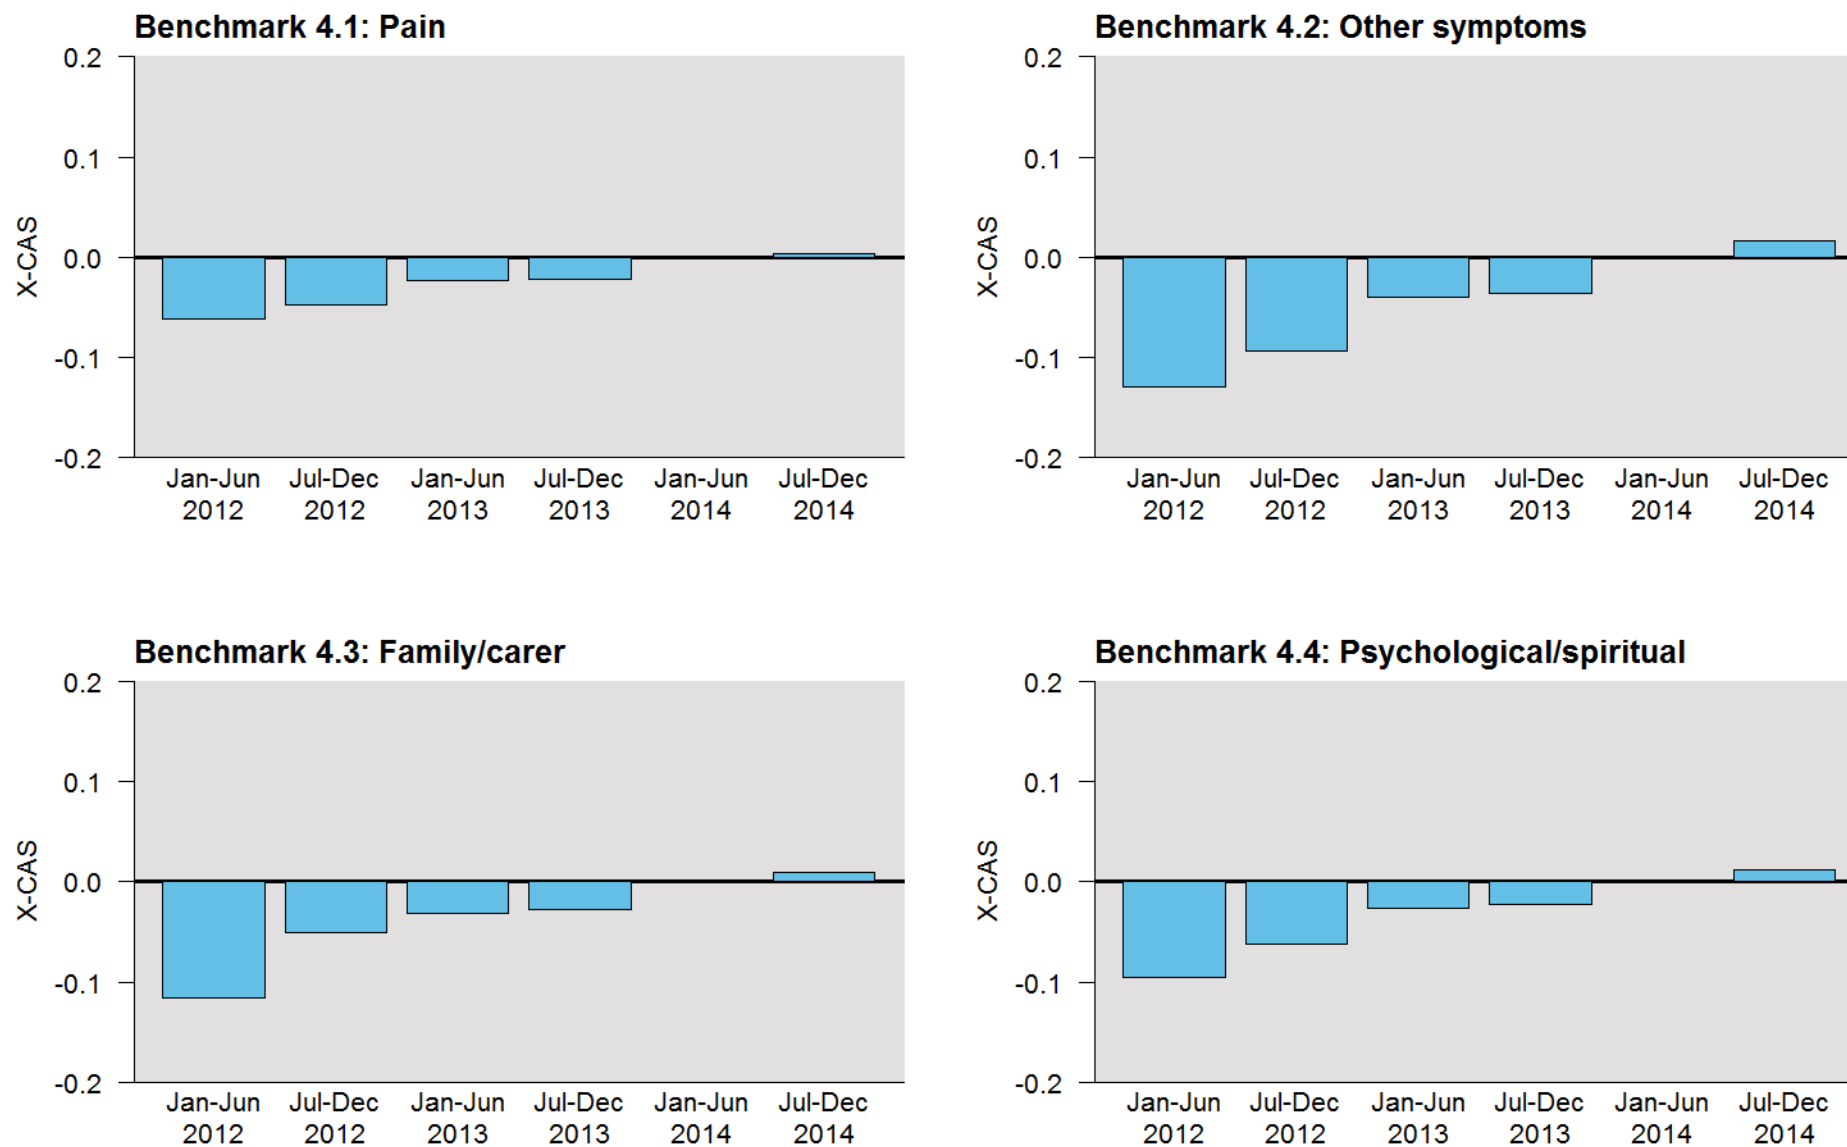 Benchmark 4.1: Pain
0.2
0.1
0.0
-0.1
-0.2
X-CAS
Jan-Jun Jul-Dec Jan-Jun Jul-Dec Jan-Jun Jul-Dec
2012 2012 2013 2013 2014 2014
Benchmark 4.2: Other symptoms
0.2
0.1
0.0
-0.1
-0.2
X-CAS
Jan-Jun Jul-Dec Jan-Jun Jul-Dec Jan-Jun Jul-Dec
2012 2012 2013 2013 2014 2014
Benchmark 4.3: Family/carer
0.2
0.1
0.0
-0.1
-0.2
X-CAS
Jan-Jun Jul-Dec Jan-Jun Jul-Dec Jan-Jun Jul-Dec
2012 2012 2013 2013 2014 2014
Benchmark 4.4: Psychological/spiritual
0.2
0.1
0.0
-0.1
-0.2
X-CAS
Jan-Jun Jul-Dec Jan-Jun Jul-Dec Jan-Jun Jul-Dec
2012 2012 2013 2013 2014 2014